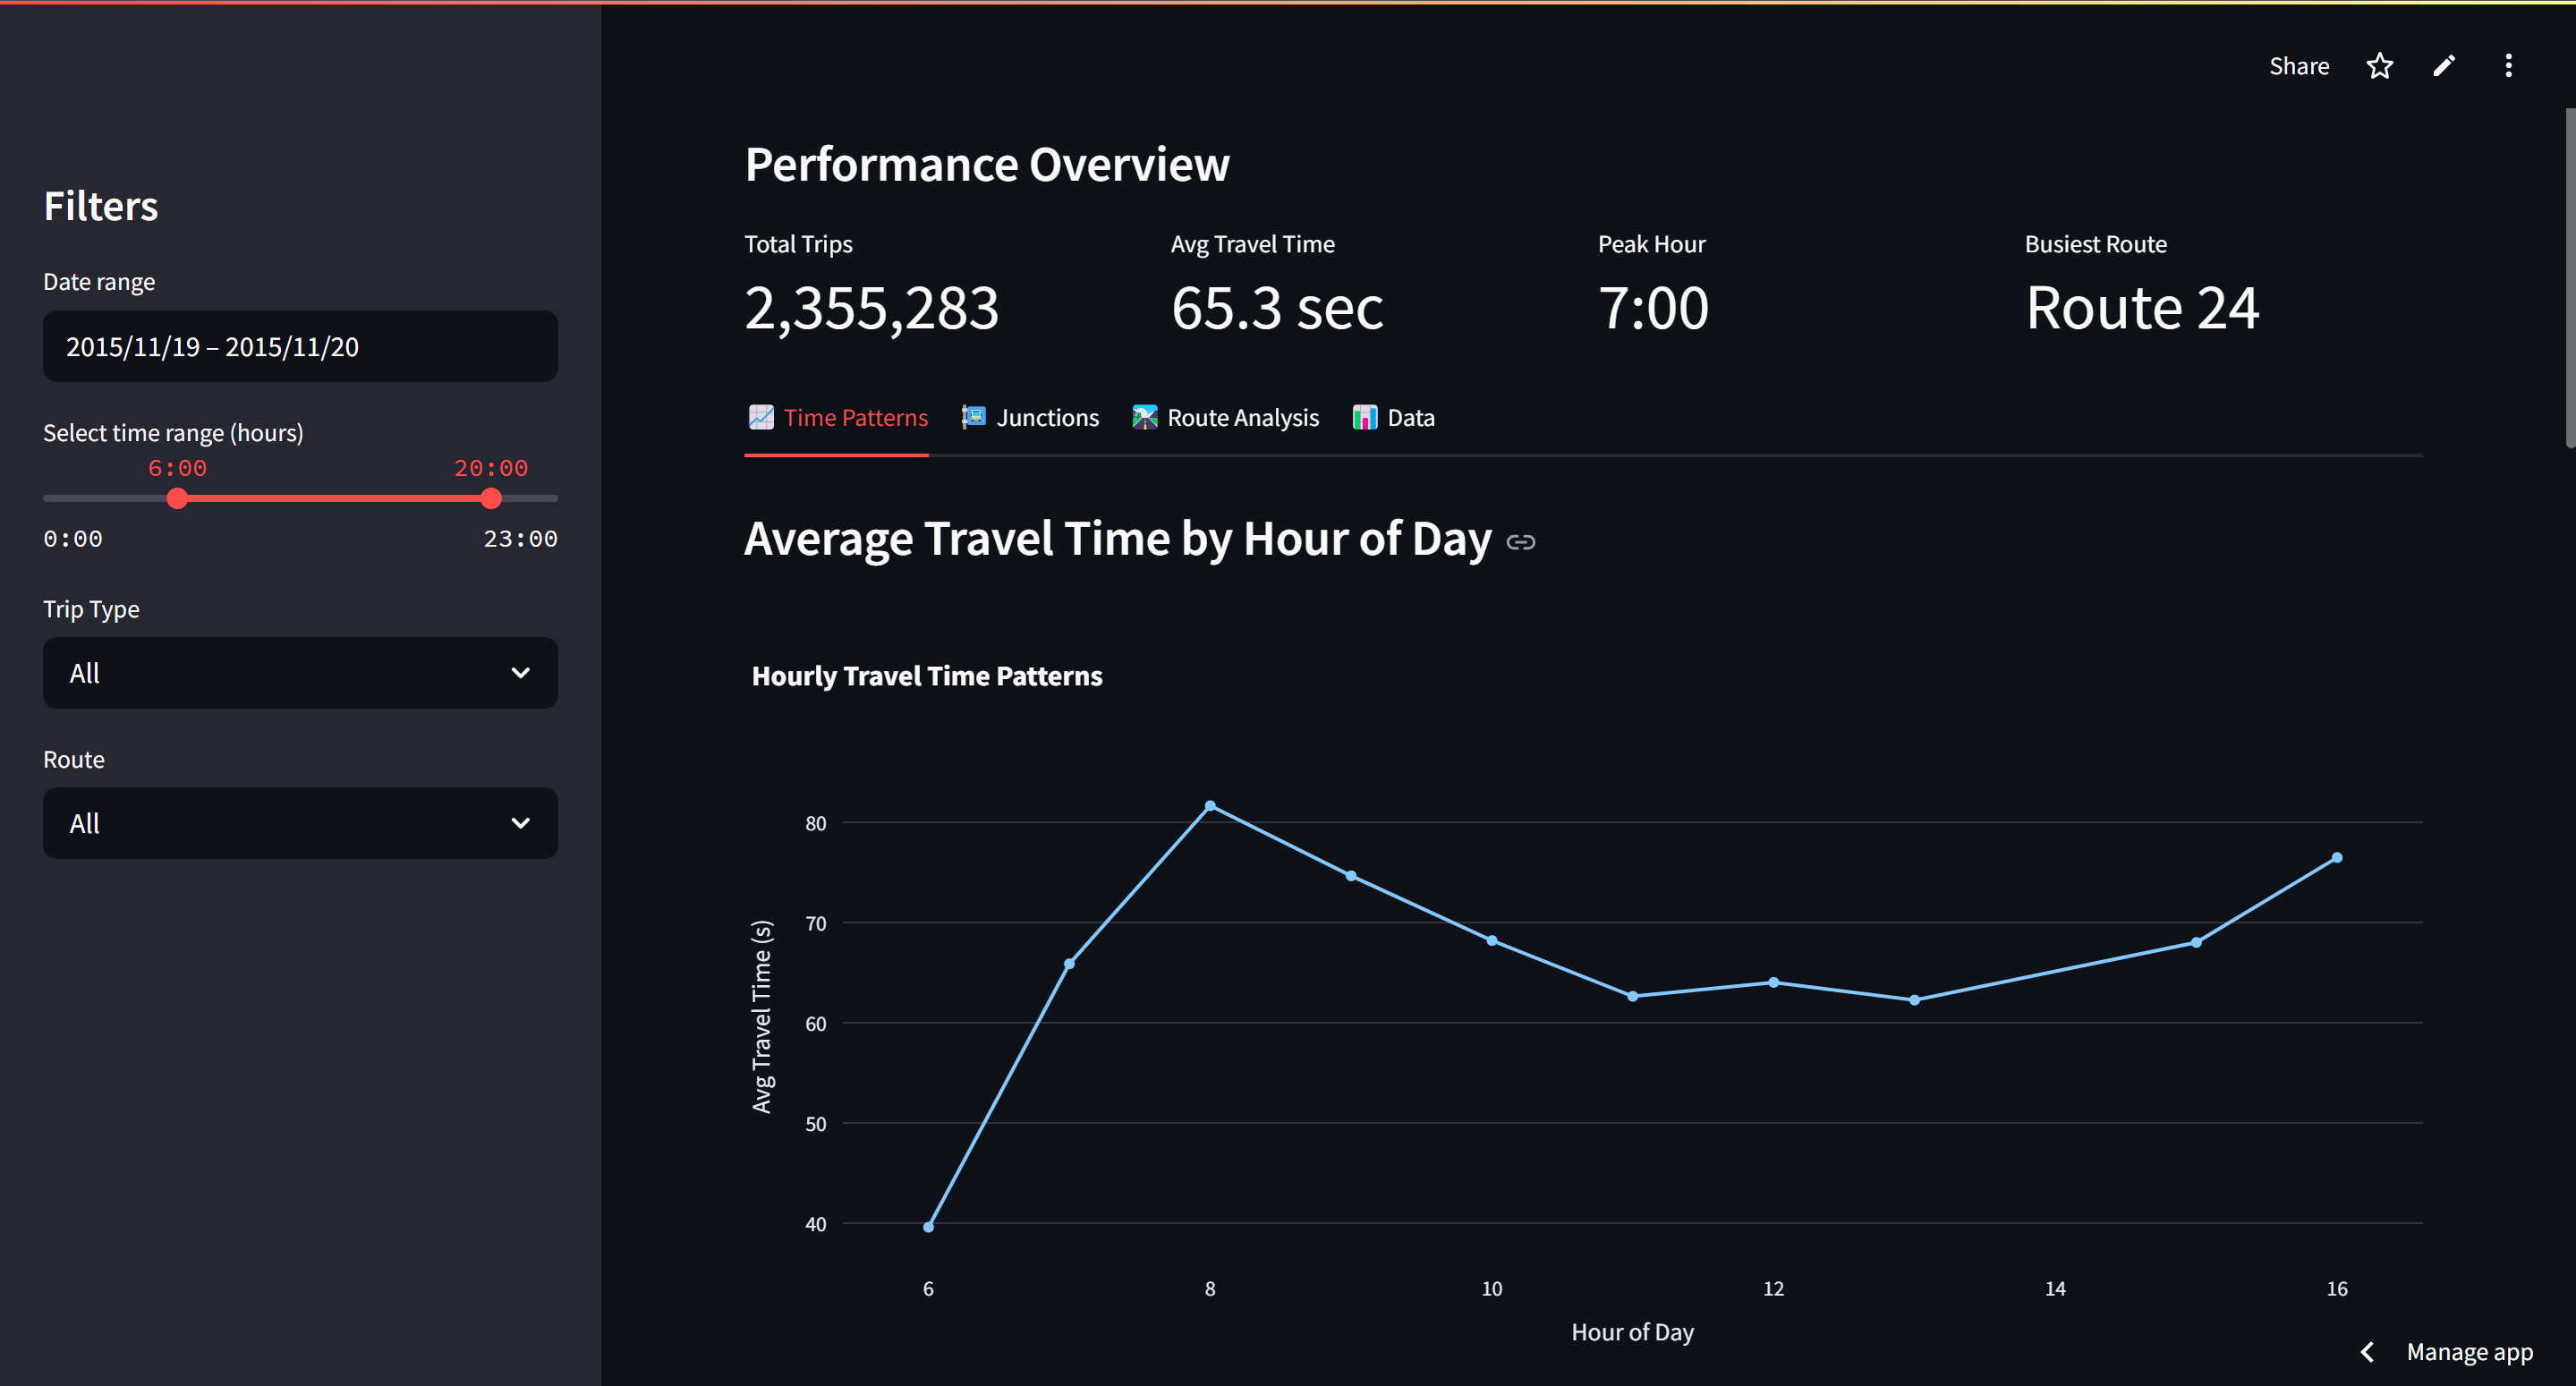 Share
Filters
Date range
2015/11/19 – 2015/11/20
Select time range (hours)
6:00 20:00
0:00 23:00
Trip Type
All
Route
All
Performance Overview
Total Trips
2,355,283
Avg Travel Time
65.3 sec
Peak Hour
7:00
Busiest Route
Route 24
Time Patterns Junctions Route Analysis Data
Average Travel Time by Hour of Day
Hourly Travel Time Patterns
80
70
60
50
40
Avg Travel Time (s)
6 8 10 12 14 16
Hour of Day
Manage app